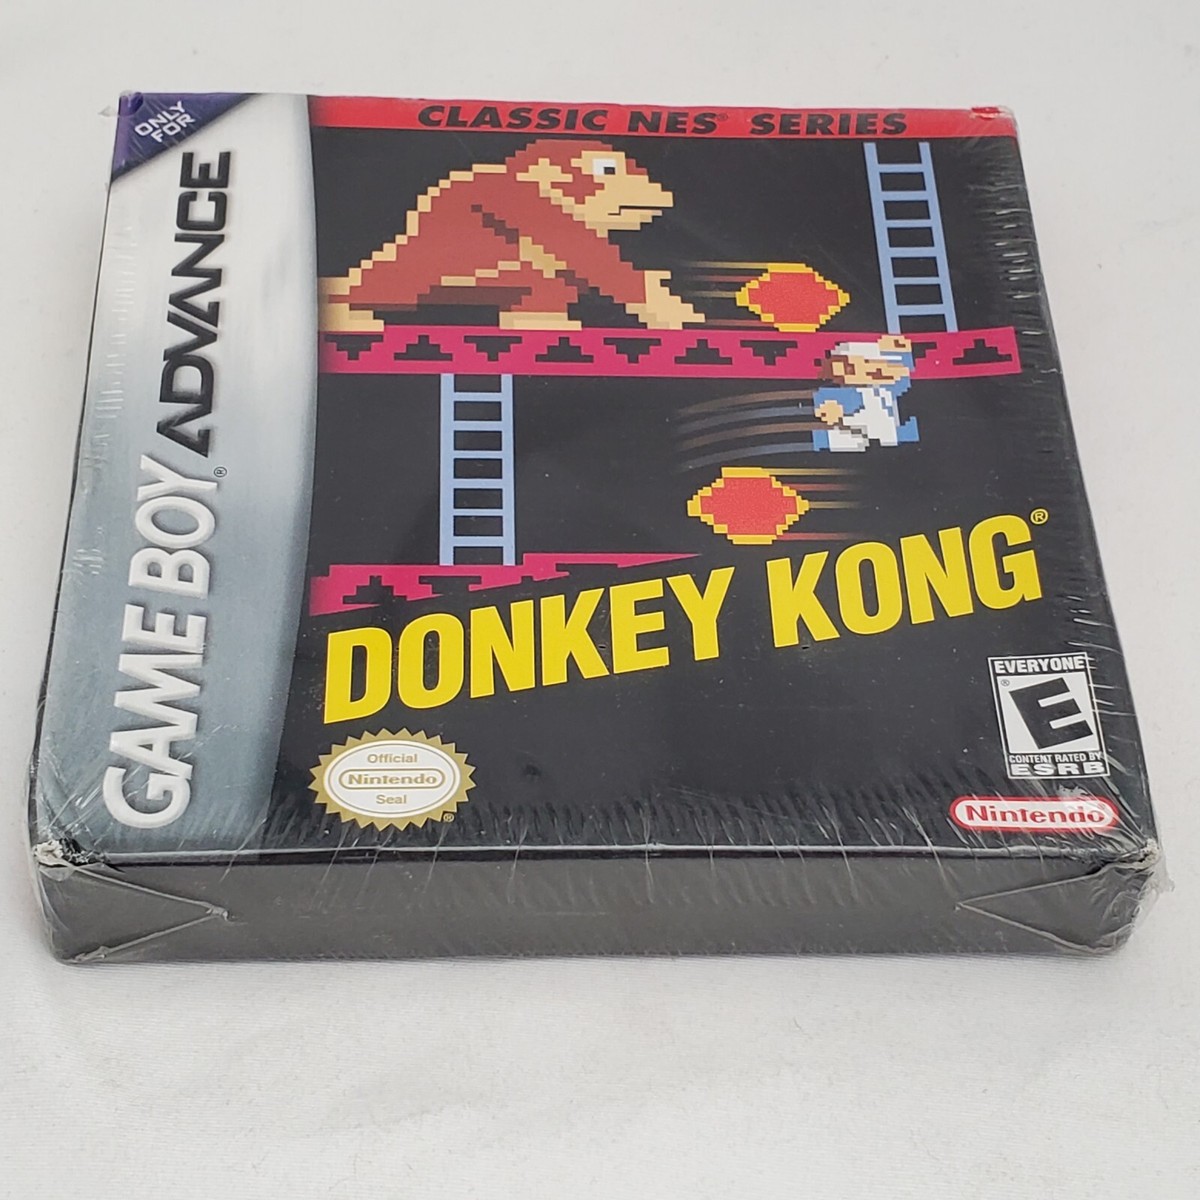 ONLY
FOR
GAME BOY ADVANCE
®
CLASSIC NES® SERIES
DONKEY KONG®
EVERYONE
E
®
CONTENT RATED BY
ESRB
Official
Nintendo
Seal
®
Nintendo®